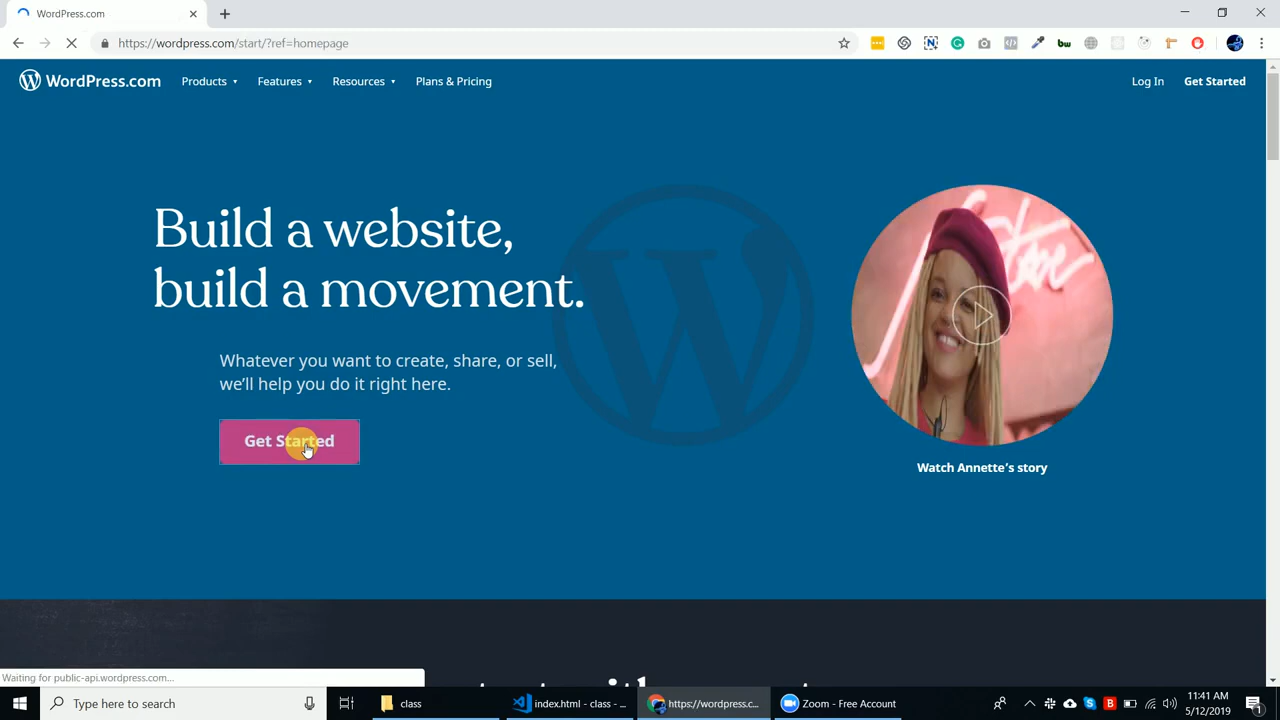 WordPress.com
https://wordpress.com/start/?ref=homepage
WordPress.com Products Features Resources Plans & Pricing Log In Get Started
Build a website,
build a movement.
Whatever you want to create, share, or sell,
we'll help you do it right here.
Get Started
Watch Annette's story
Waiting for public-api.wordpress.com...
Type here to search
class
index.html - class - ...
https://wordpress.c...
Zoom - Free Account
11:41 AM
5/12/2019